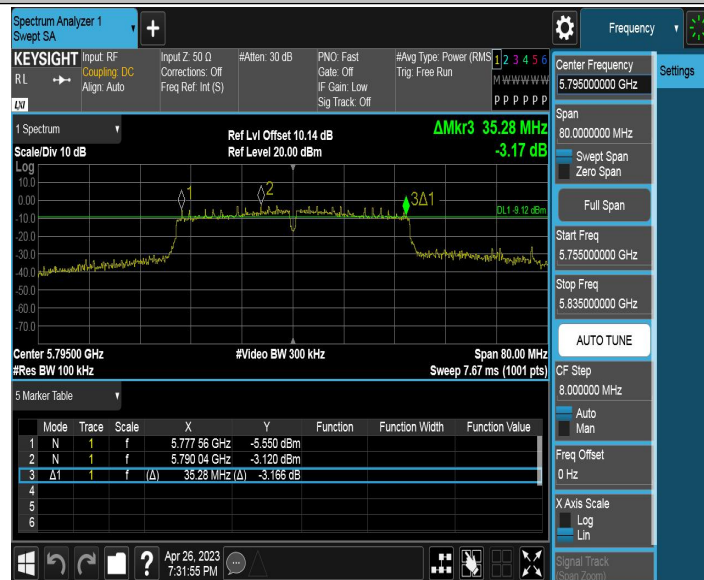 Spectrum Analyzer 1
Swept SA
+
Frequency
KEYSIGHT
RL
LXI
Input: RF
Coupling: DC
Align: Auto
Input Z: 50 Ω
Corrections: Off
Freq Ref: Int (S)
#Atten: 30 dB
PNO: Fast
Gate: Off
IF Gain: Low
Sig Track: Off
#Avg Type: Power (RMS
Trig: Free Run
1 2 3 4 5 6
M W W W W W
P P P P P P
1 Spectrum
Scale/Div 10 dB
Ref Lvl Offset 10.14 dB
Ref Level 20.00 dBm
ΔMkr3 35.28 MHz
-3.17 dB
Log
10.0
0.00
-10.0
-20.0
-30.0
-40.0
-50.0
-60.0
-70.0
1
2
3Δ1
DL1 -9.12 dBm
Center 5.79500 GHz
#Video BW 300 kHz
Span 80.00 MHz
#Res BW 100 kHz
Sweep 7.67 ms (1001 pts)
5 Marker Table
Mode Trace Scale X Y Function Function Width Function Value
1 N 1 f 5.777 56 GHz -5.550 dBm
2 N 1 f 5.790 04 GHz -3.120 dBm
3 Δ1 1 f (Δ) 35.28 MHz (Δ) -3.166 dB
4
5
6
?
Apr 26, 2023
7:31:55 PM
Center Frequency
5.795000000 GHz
Settings
Span
80.0000000 MHz
Swept Span
Zero Span
Full Span
Start Freq
5.755000000 GHz
Stop Freq
5.835000000 GHz
AUTO TUNE
CF Step
8.000000 MHz
Auto
Man
Freq Offset
0 Hz
X Axis Scale
Log
Lin
Signal Track
(Span Zoom)